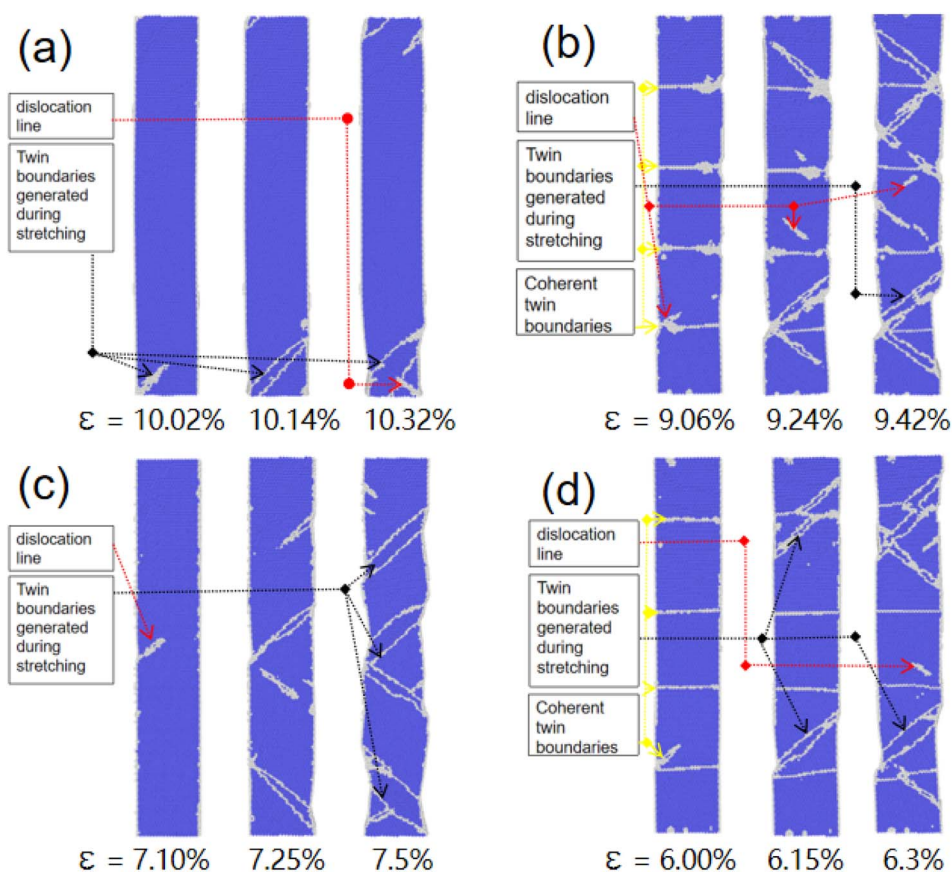 (a)
dislocation
line
Twin
boundaries
generated
during
stretching
ε = 10.02%
10.14%
10.32%
(b)
dislocation
line
Twin
boundaries
generated
during
stretching
Coherent
twin
boundaries
ε = 9.06%
9.24%
9.42%
(c)
dislocation
line
Twin
boundaries
generated
during
stretching
ε = 7.10%
7.25%
7.5%
(d)
dislocation
line
Twin
boundaries
generated
during
stretching
Coherent
twin
boundaries
ε = 6.00%
6.15%
6.3%